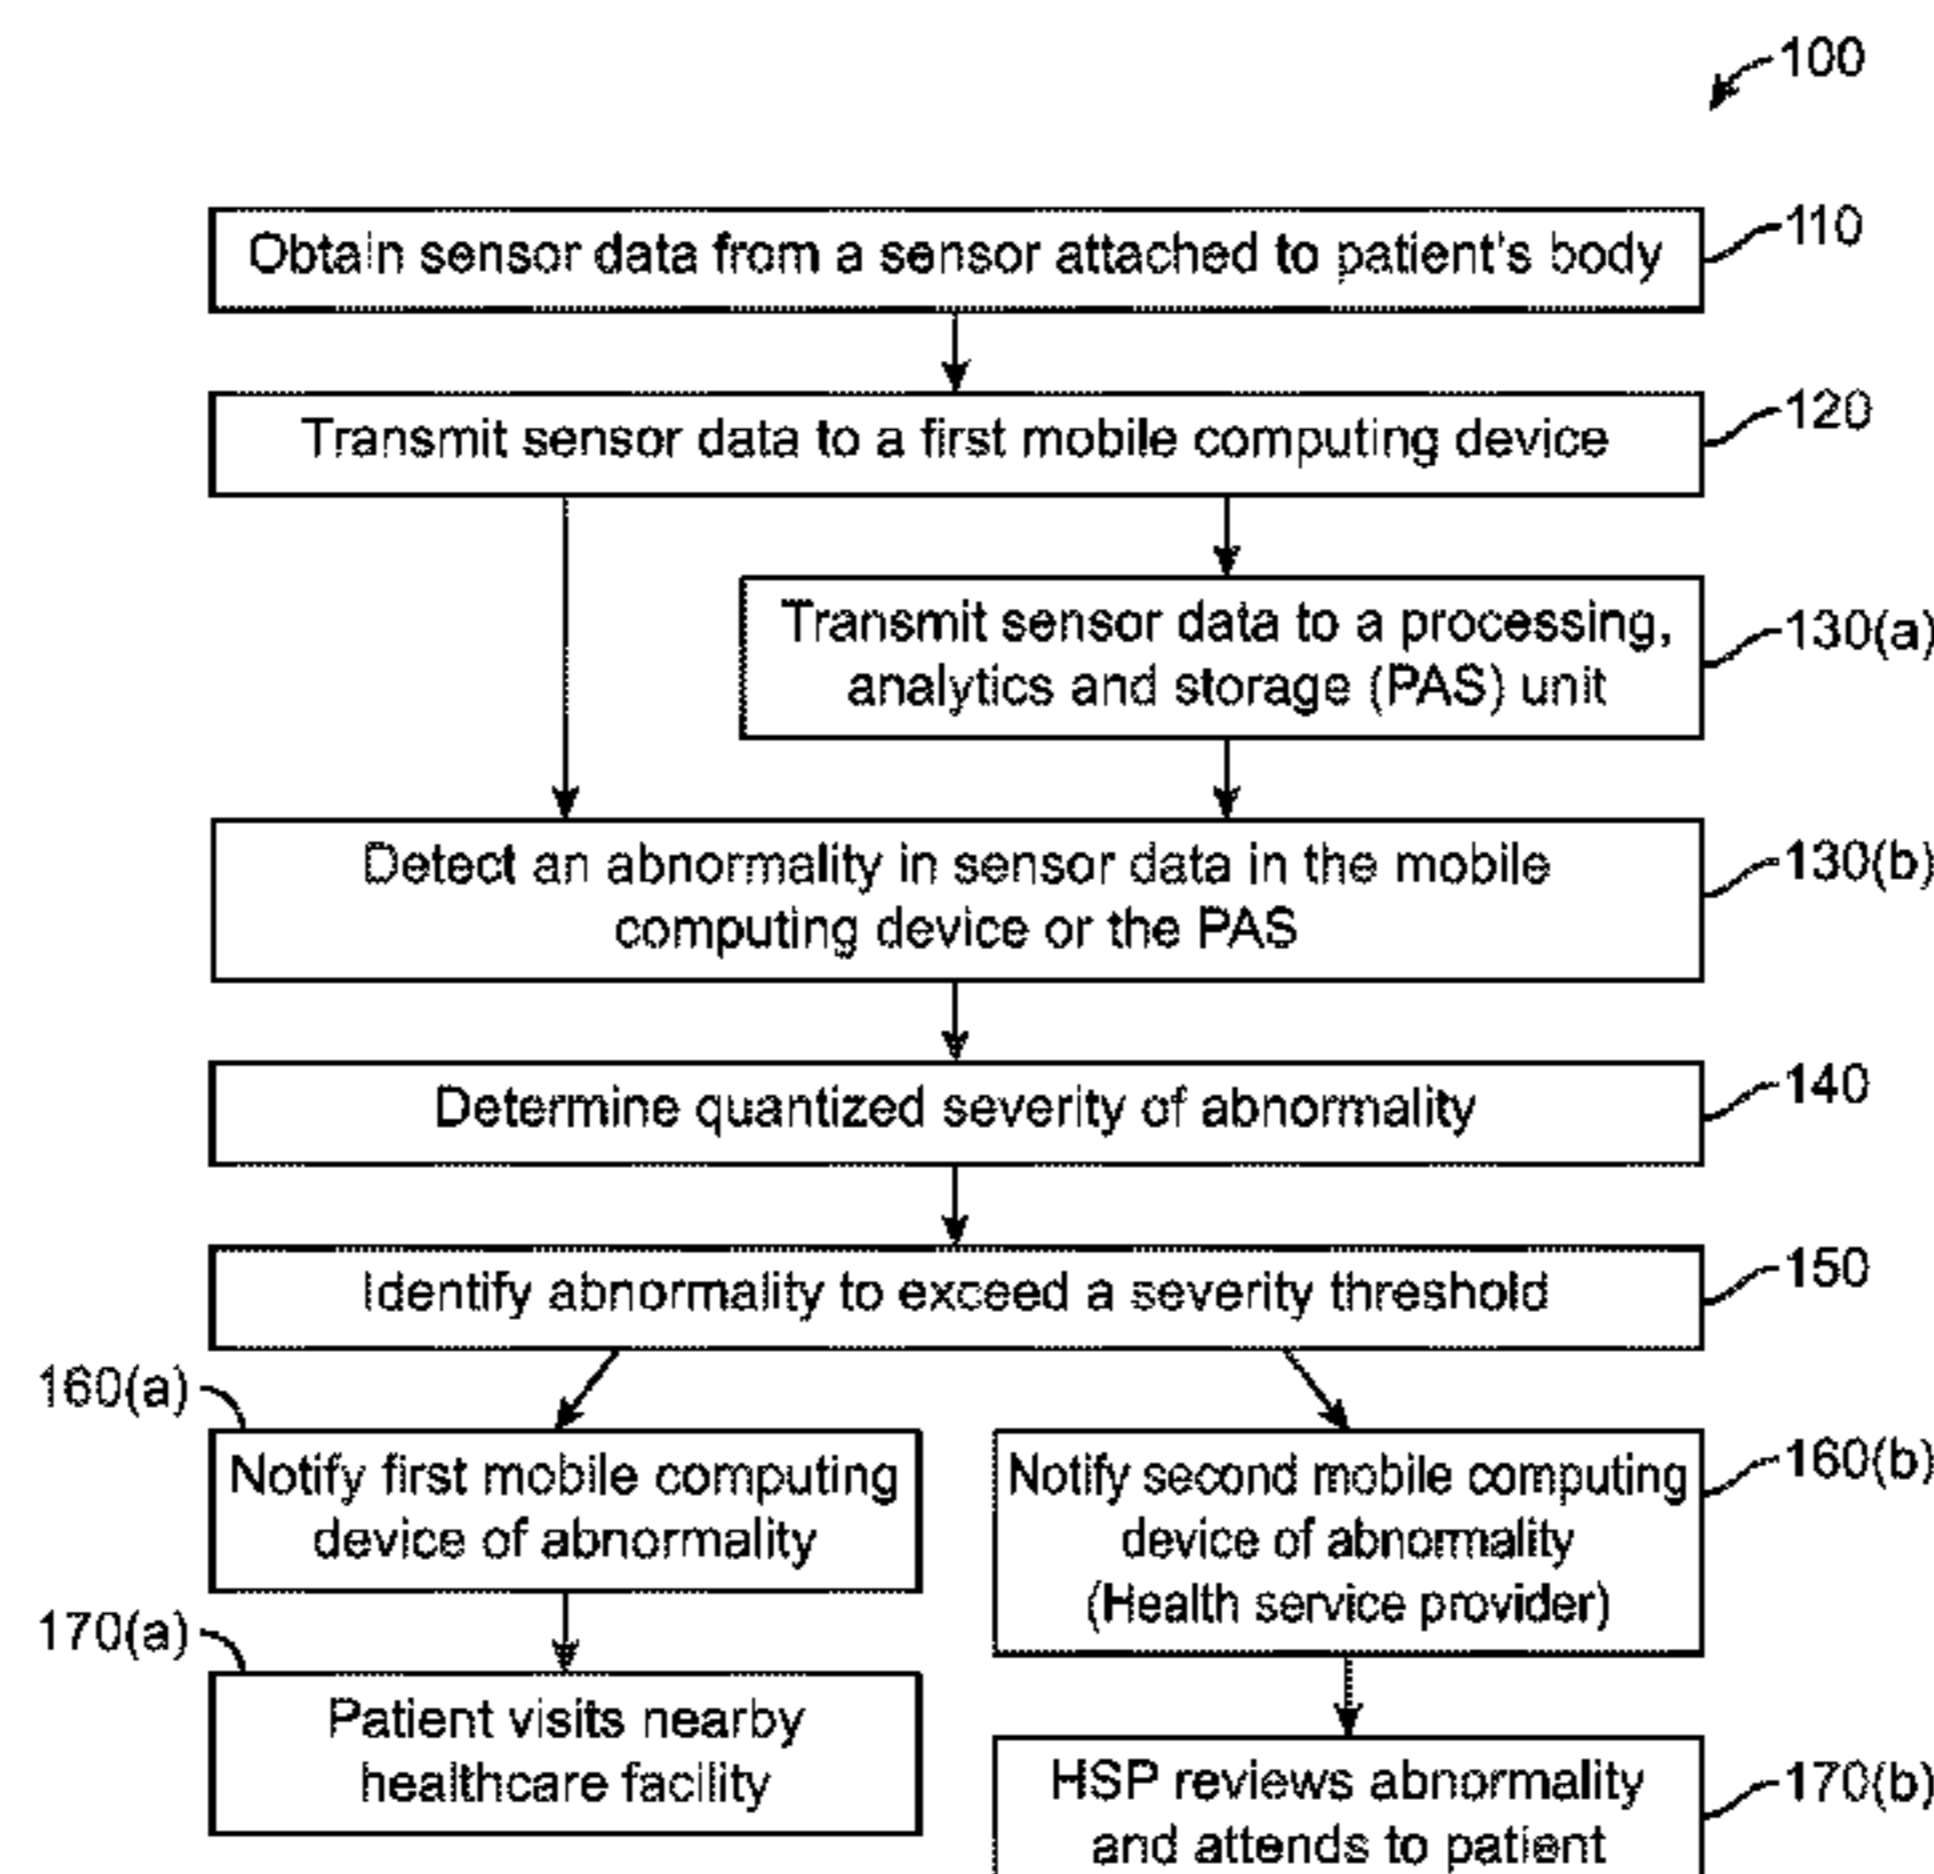 100
Obtain sensor data from a sensor attached to patient's body
110
Transmit sensor data to a first mobile computing device
120
Transmit sensor data to a processing,
analytics and storage (PAS) unit
130(a)
Detect an abnormality in sensor data in the mobile
computing device or the PAS
130(b)
Determine quantized severity of abnormality
140
Identify abnormality to exceed a severity threshold
150
160(a)
Notify first mobile computing
device of abnormality
Notify second mobile computing
device of abnormality
(Health service provider)
160(b)
170(a)
Patient visits nearby
healthcare facility
HSP reviews abnormality
and attends to patient
170(b)